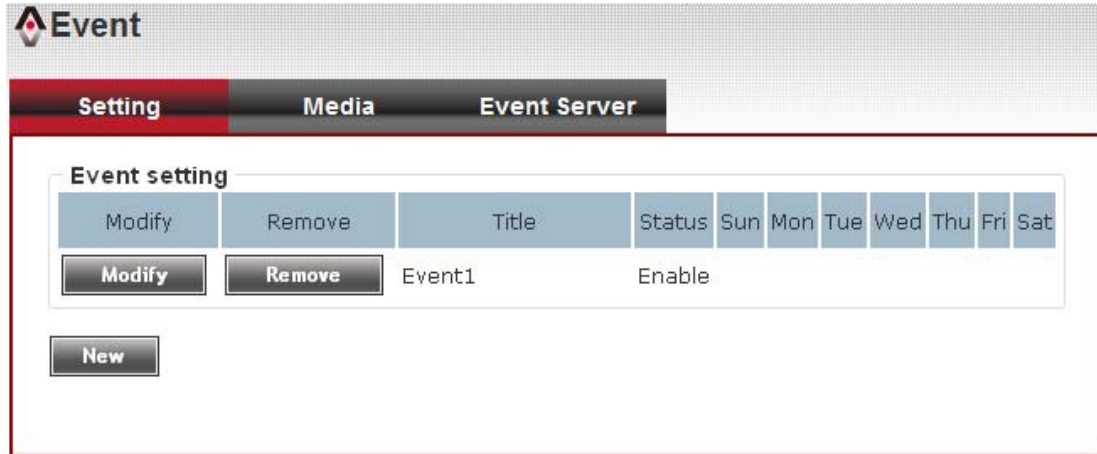 Event
Setting Media Event Server
Event setting
Modify Remove Title Status Sun Mon Tue Wed Thu Fri Sat
Modify Remove Event1 Enable
New